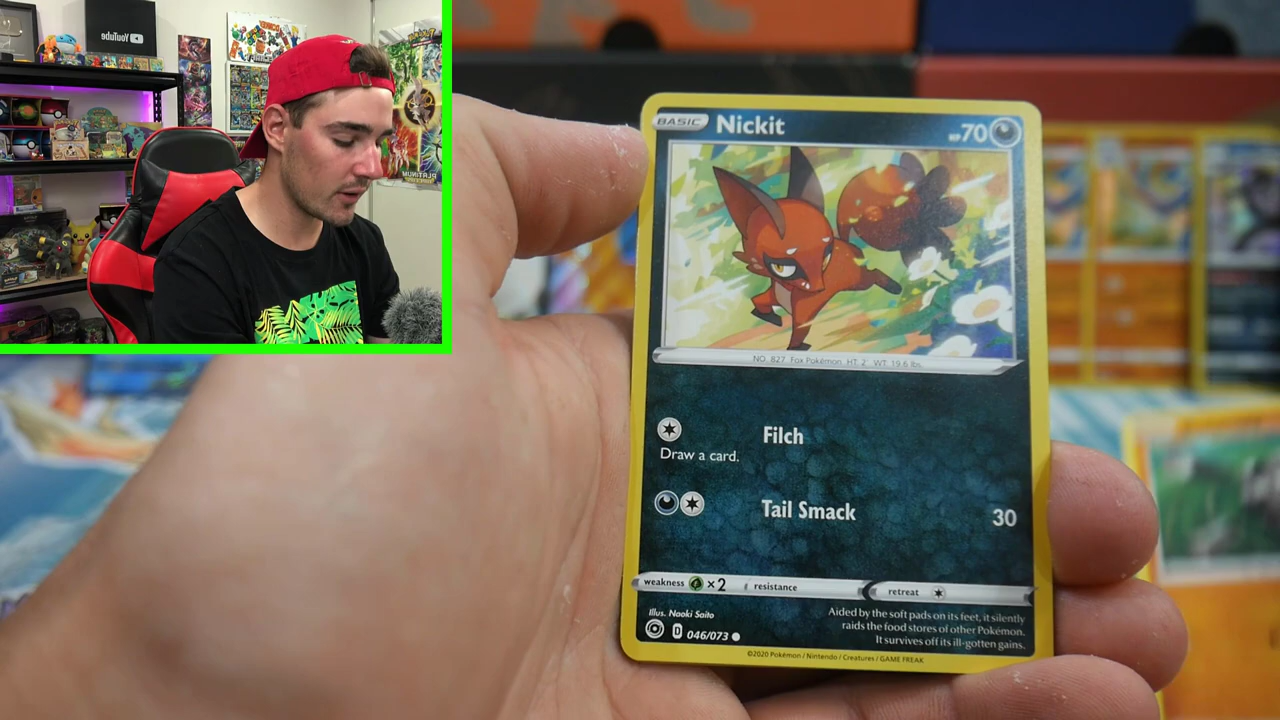 YouTube
PLATINUM
BASIC Nickit HP 70
NO. 827 Fox Pokémon HT: 2' WT: 19.6 lbs.
Filch
Draw a card.
Tail Smack 30
weakness ×2 resistance retreat
Illus. Naoki Saito
D 046/073
Aided by the soft pads on its feet, it silently
raids the food stores of other Pokémon.
It survives off its ill-gotten gains.
©2020 Pokémon / Nintendo / Creatures / GAME FREAK